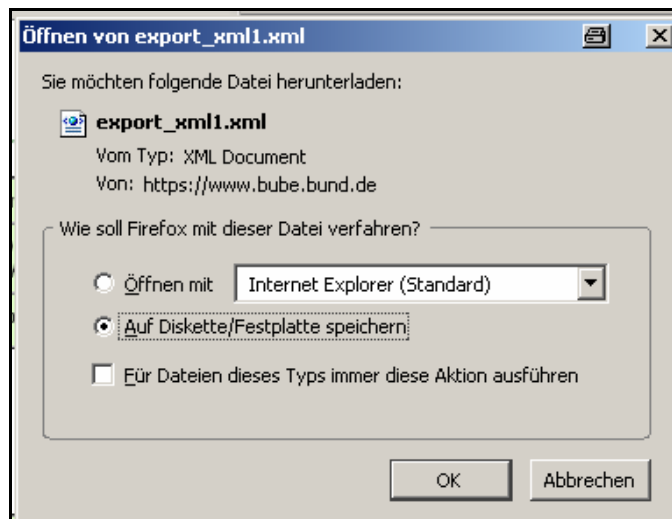 Öffnen von export_xml1.xml
Sie möchten folgende Datei herunterladen:
export_xml1.xml
Vom Typ: XML Document
Von: https://www.bube.bund.de
Wie soll Firefox mit dieser Datei verfahren?
Öffnen mit Internet Explorer (Standard)
Auf Diskette/Festplatte speichern
Für Dateien dieses Typs immer diese Aktion ausführen
OK Abbrechen